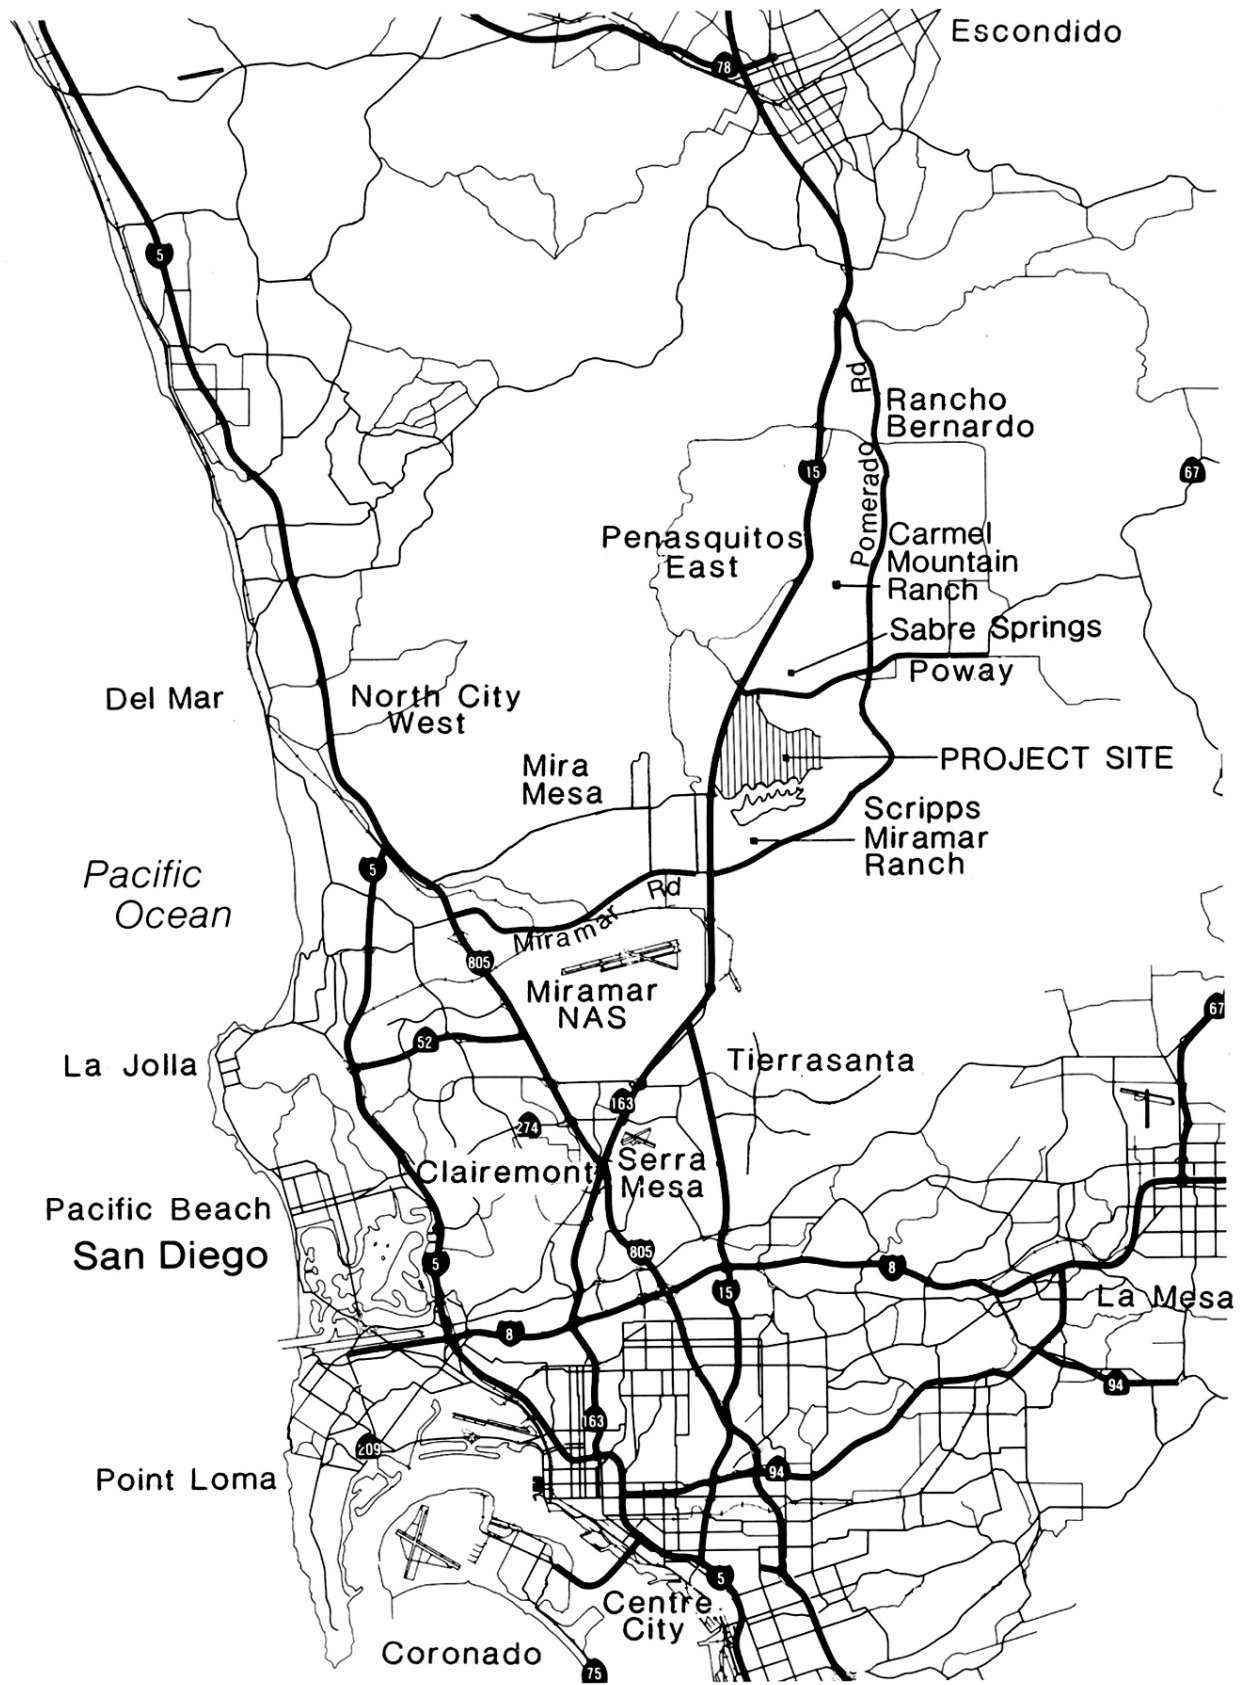 Escondido
78
5
Rd
Rancho
Bernardo
15
67
Pomerado
Penasquitos
East
Carmel
Mountain
Ranch
Sabre Springs
Poway
Del Mar
North City
West
PROJECT SITE
Mira
Mesa
Scripps
Miramar
Ranch
5
Pacific
Ocean
Rd
Miramar
805
Miramar
NAS
67
52
La Jolla
Tierrasanta
163
274
Clairemont
Serra
Mesa
Pacific Beach
San Diego
805
5
8
15
La Mesa
8
94
163
209
94
Point Loma
5
Centre
City
Coronado
75